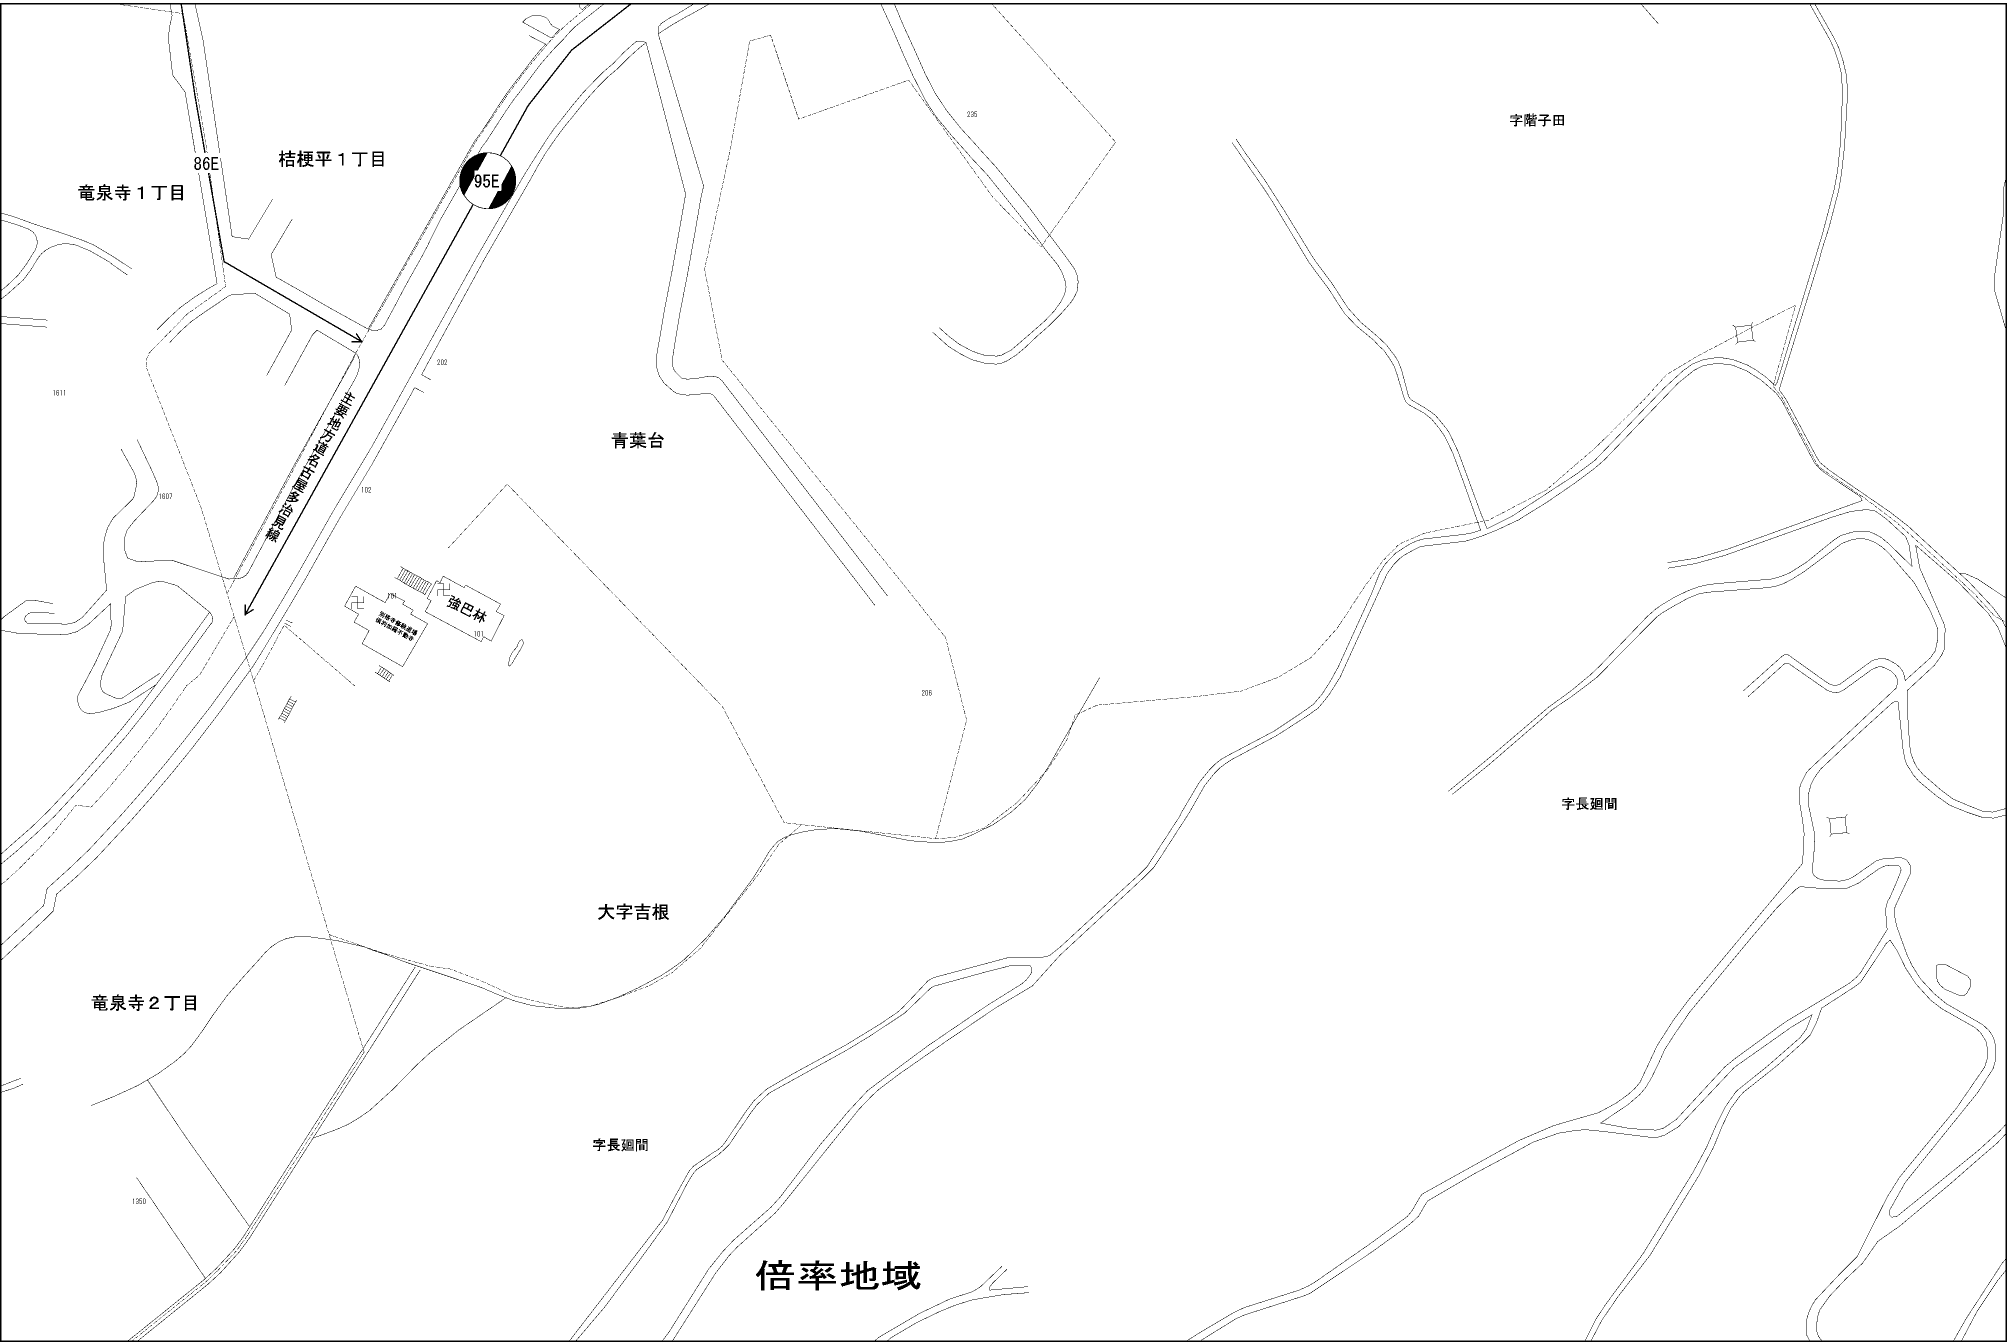 235
字階子田
桔梗平１丁目
86E
95E
竜泉寺１丁目
202
1611
主要地方道名古屋多治見線
青葉台
102
1607
101
強巴林
101
206
字長廻間
大字吉根
竜泉寺２丁目
字長廻間
1350
倍率地域